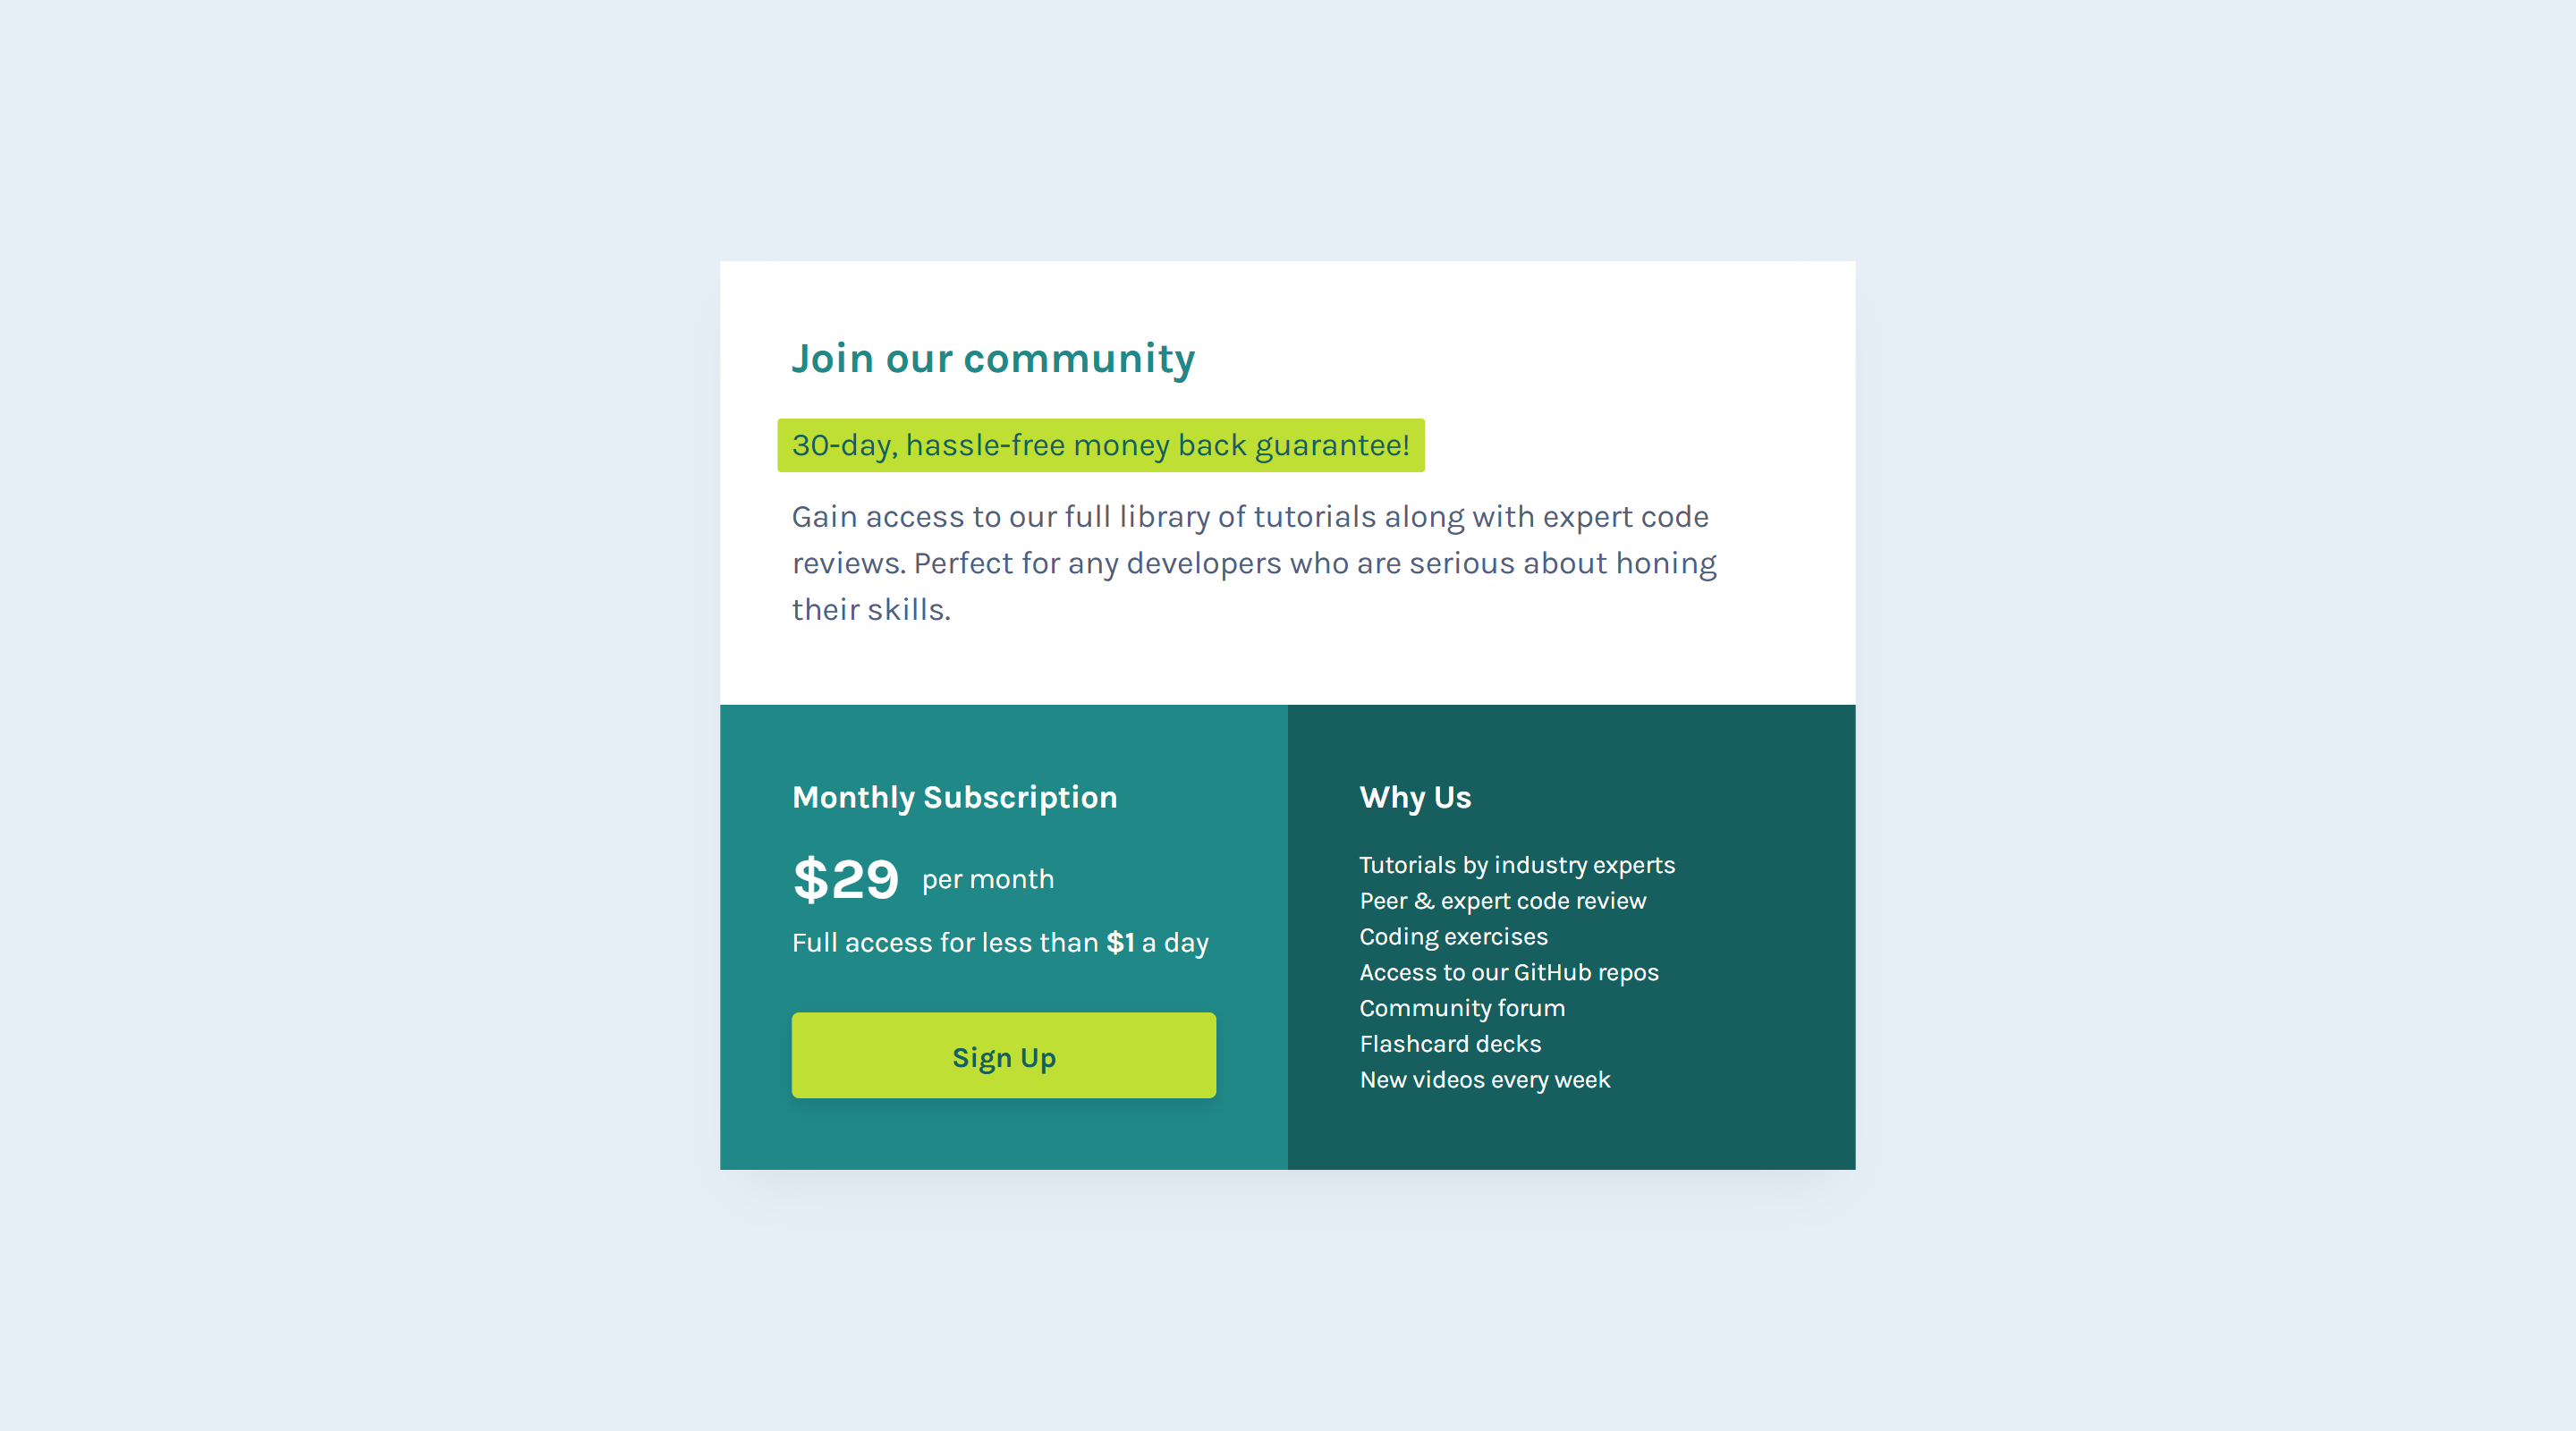 Join our community
30-day, hassle-free money back guarantee!
Gain access to our full library of tutorials along with expert code
reviews. Perfect for any developers who are serious about honing
their skills.
Monthly Subscription
$29 per month
Full access for less than $1 a day
Sign Up
Why Us
Tutorials by industry experts
Peer & expert code review
Coding exercises
Access to our GitHub repos
Community forum
Flashcard decks
New videos every week